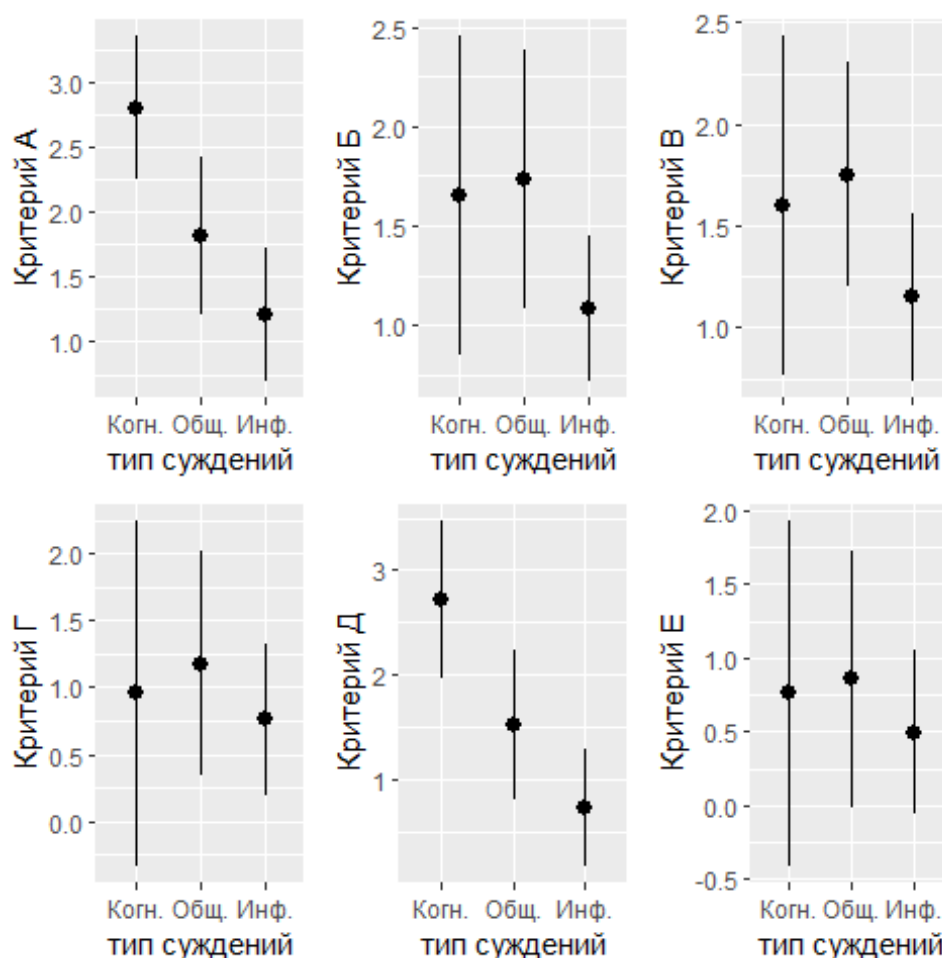 Критерий А
3.0
2.5
2.0
1.5
1.0
Когн. Общ. Инф.
тип суждений
Критерий Б
2.5
2.0
1.5
1.0
Когн. Общ. Инф.
тип суждений
Критерий В
2.5
2.0
1.5
1.0
Когн. Общ. Инф.
тип суждений
Критерий Г
2.0
1.5
1.0
0.5
0.0
Когн. Общ. Инф.
тип суждений
Критерий Д
3
2
1
Когн. Общ. Инф.
тип суждений
Критерий Е
2.0
1.5
1.0
0.5
0.0
-0.5
Когн. Общ. Инф.
тип суждений